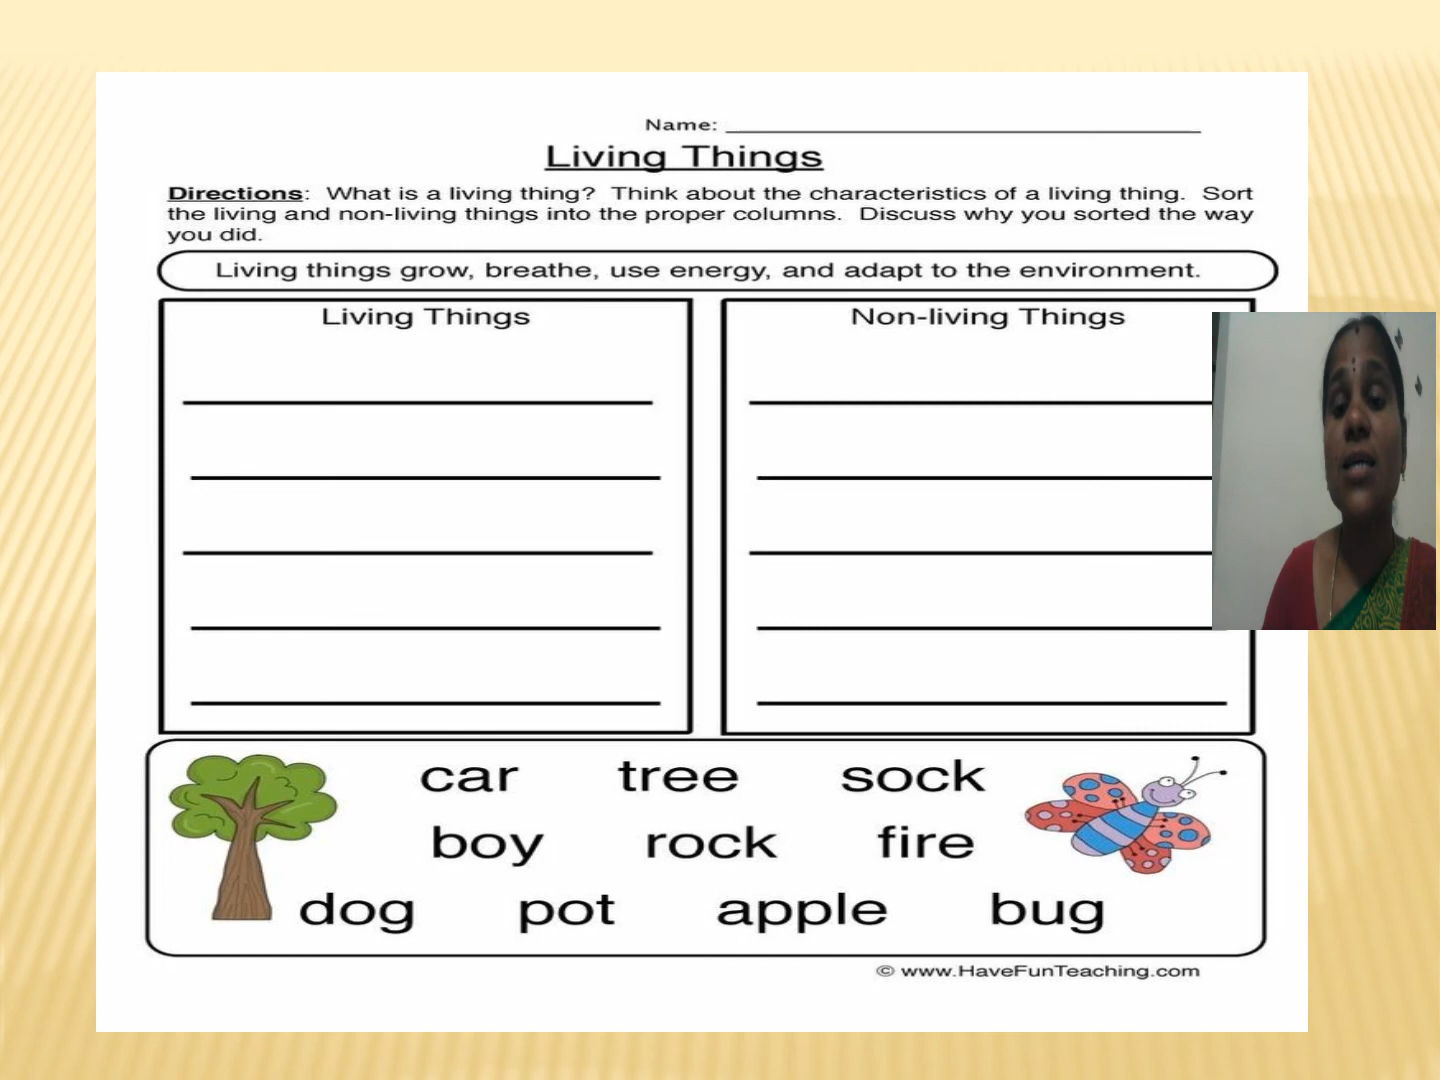 Name:
Living Things
Directions: What is a living thing? Think about the characteristics of a living thing. Sort
the living and non-living things into the proper columns. Discuss why you sorted the way
you did.
Living things grow, breathe, use energy, and adapt to the environment.
Living Things
Non-living Things
car tree sock
boy rock fire
dog pot apple bug
© www.HaveFunTeaching.com